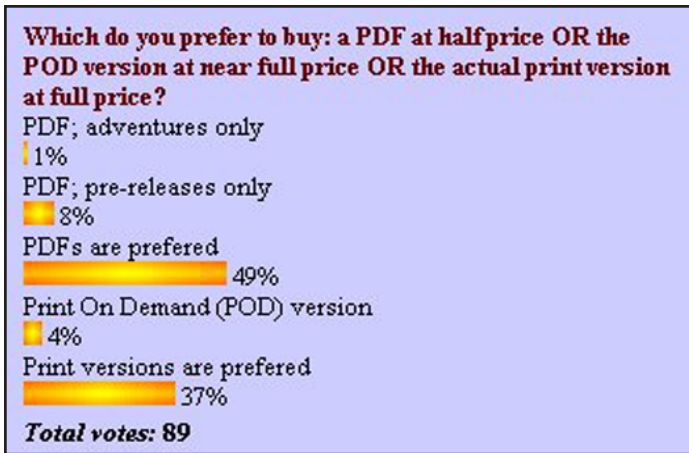 Which do you prefer to buy: a PDF at half price OR the
POD version at near full price OR the actual print version
at full price?
PDF; adventures only
1%
PDF; pre-releases only
8%
PDFs are prefered
49%
Print On Demand (POD) version
4%
Print versions are prefered
37%
Total votes: 89